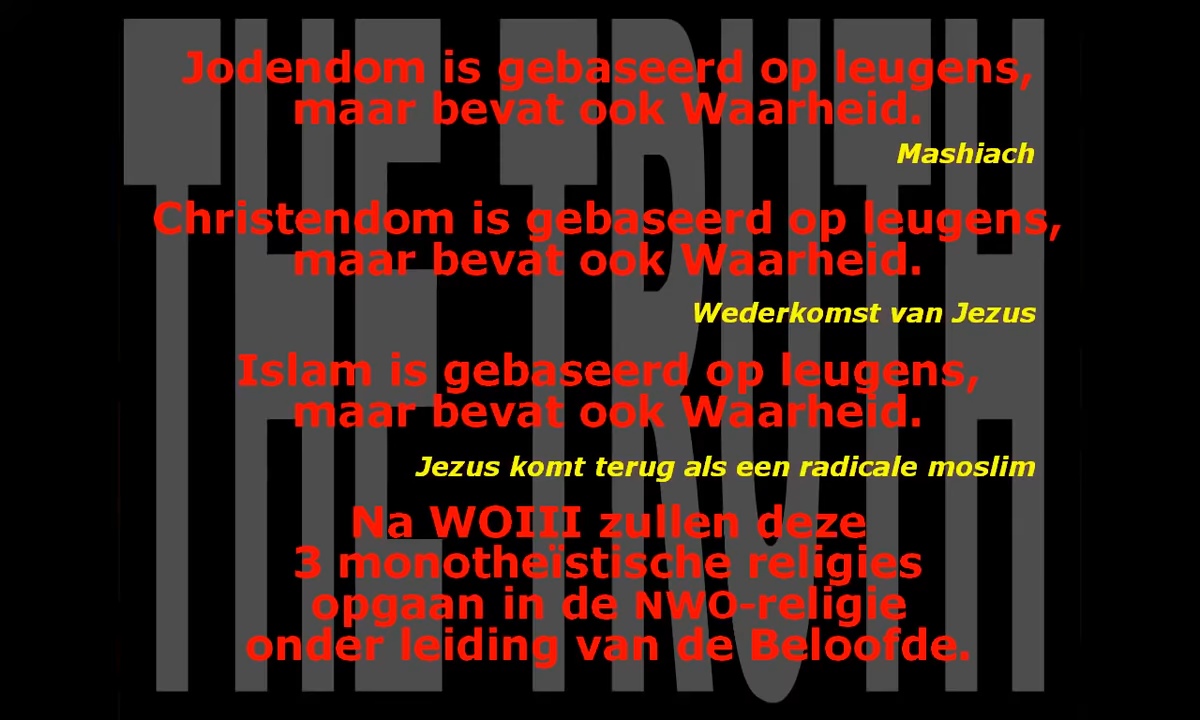 THE TRUTH
Jodendom is gebaseerd op leugens,
maar bevat ook Waarheid.
Mashiach
Christendom is gebaseerd op leugens,
maar bevat ook Waarheid.
Wederkomst van Jezus
Islam is gebaseerd op leugens,
maar bevat ook Waarheid.
Jezus komt terug als een radicale moslim
Na WOIII zullen deze
3 monotheïstische religies
opgaan in de NWO-religie
onder leiding van de Beloofde.